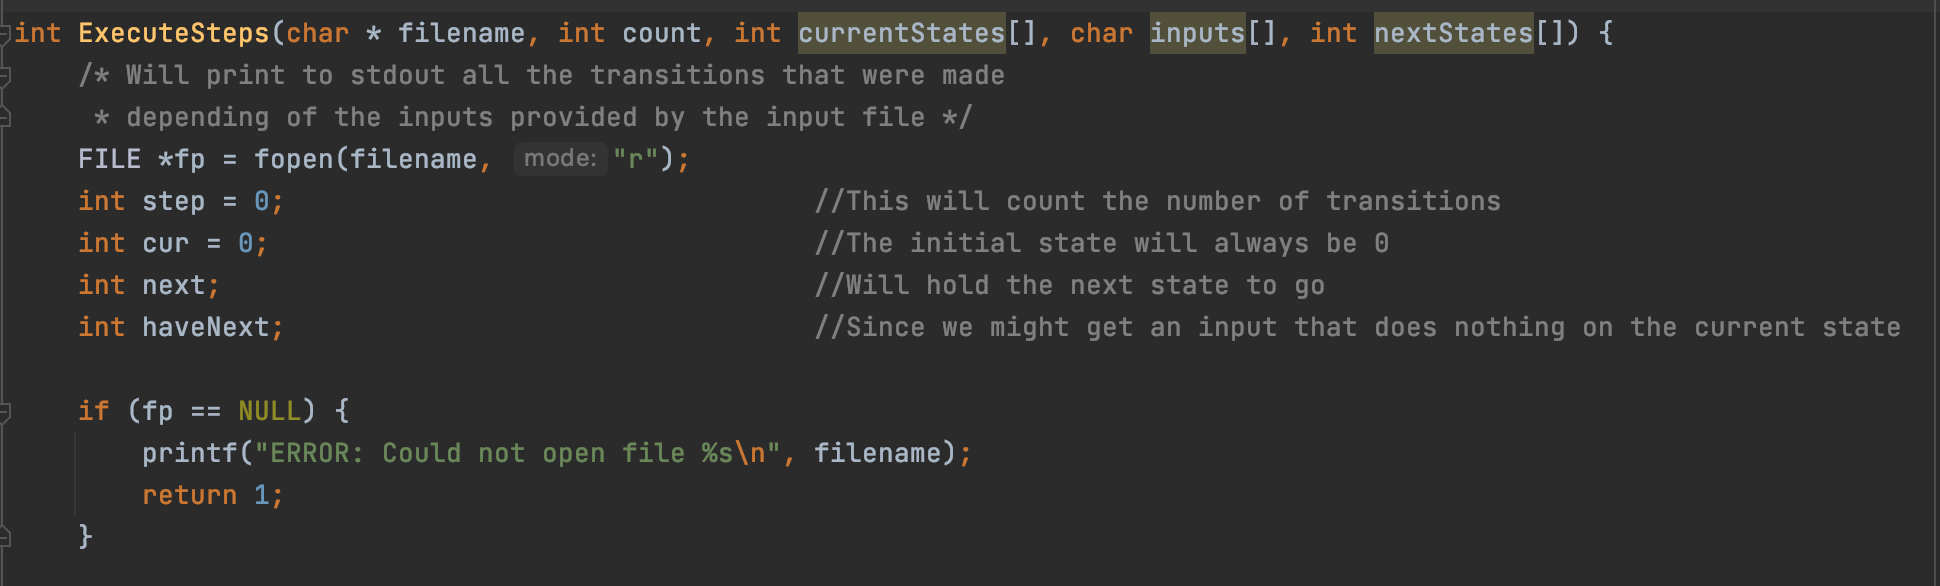 int ExecuteSteps(char * filename, int count, int currentStates[], char inputs[], int nextStates[]) {
    /* Will print to stdout all the transitions that were made
     * depending of the inputs provided by the input file */
    FILE *fp = fopen(filename, mode: "r");
    int step = 0;                                  //This will count the number of transitions
    int cur = 0;                                   //The initial state will always be 0
    int next;                                      //Will hold the next state to go
    int haveNext;                                  //Since we might get an input that does nothing on the current state
    if (fp == NULL) {
        printf("ERROR: Could not open file %s\n", filename);
        return 1;
    }